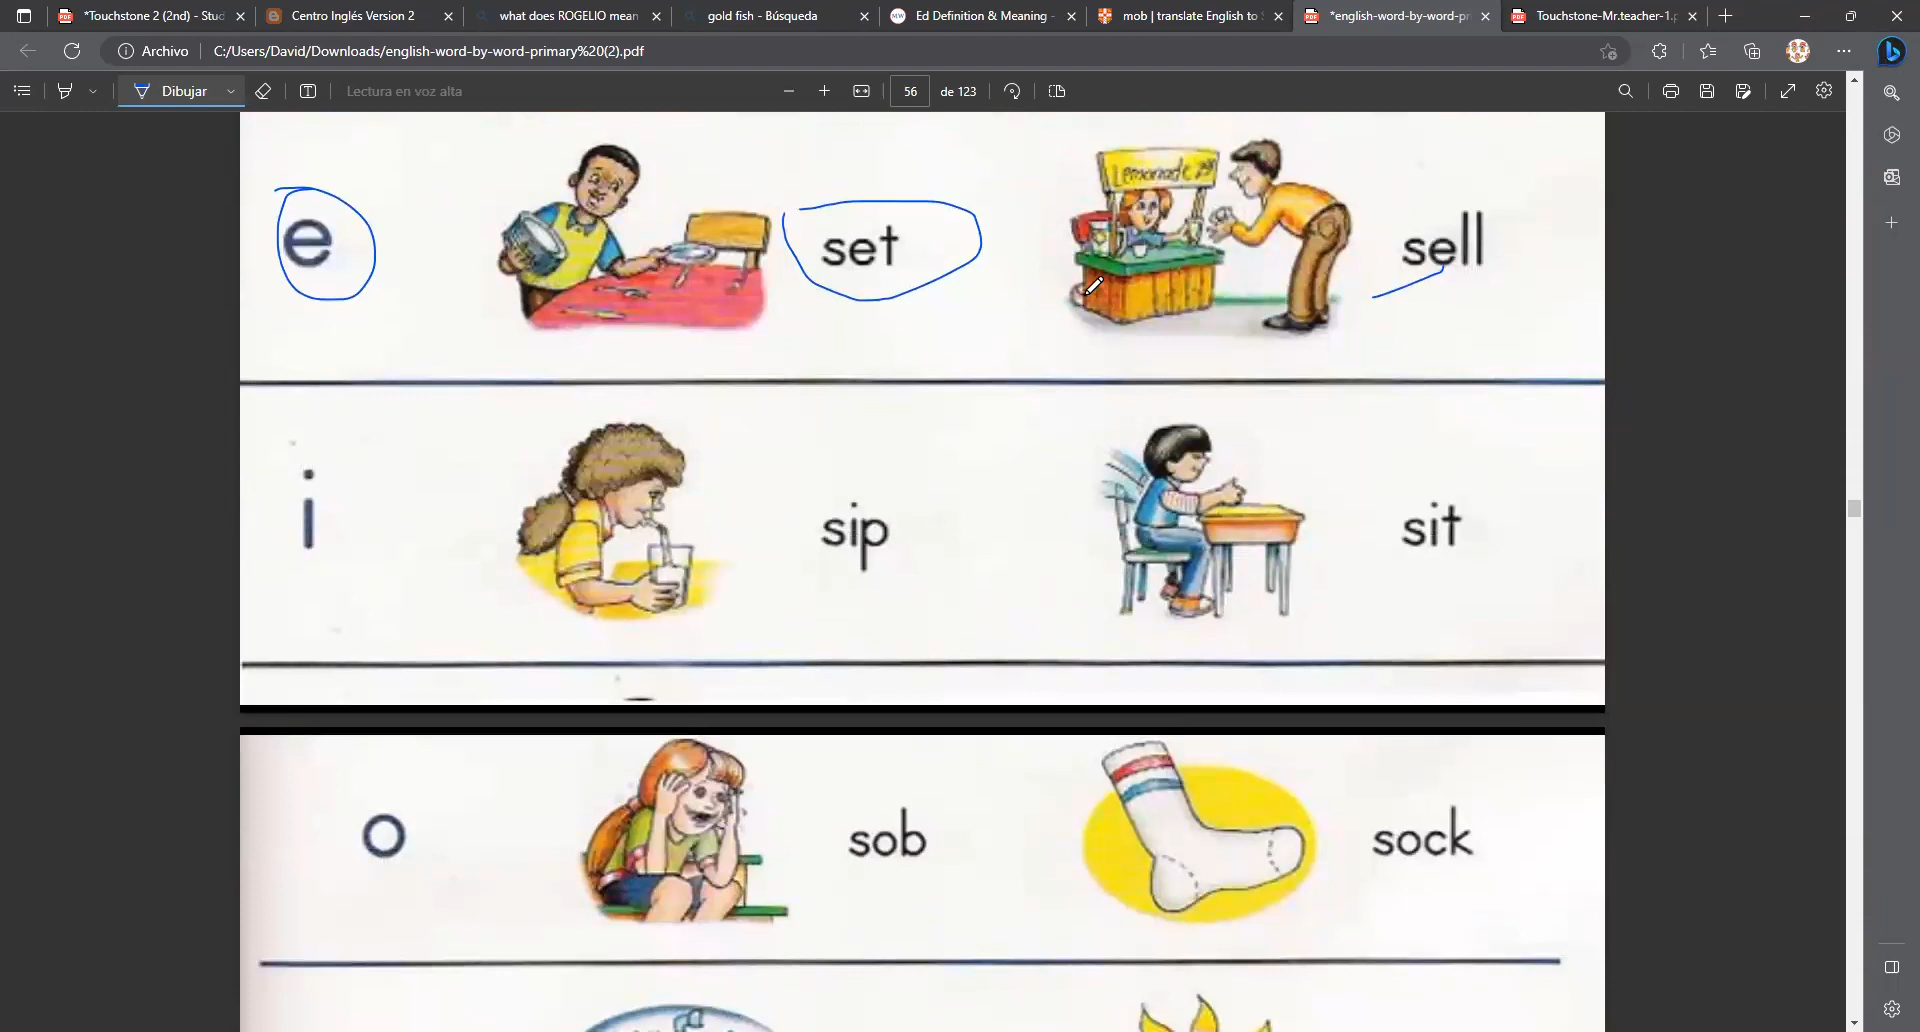 *Touchstone 2 (2nd) - Stud
Centro Inglés Version 2
what does ROGELIO mean
gold fish - Búsqueda
Ed Definition & Meaning -
mob | translate English to S
*english-word-by-word-pr
Touchstone-Mr.teacher-1.p
Archivo
C:/Users/David/Downloads/english-word-by-word-primary%20(2).pdf
Dibujar
Lectura en voz alta
56
de 123
Lemonade
e
set
sell
i
sip
sit
o
sob
sock